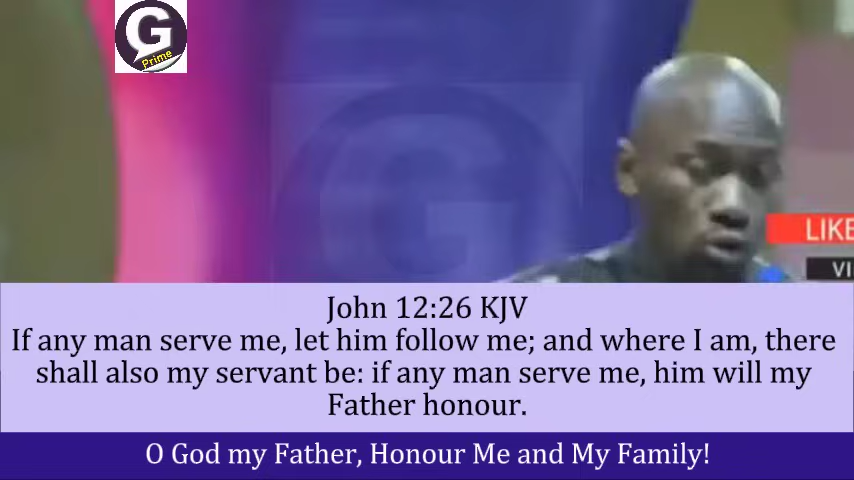 G
Prime
G
LIKE
VI
John 12:26 KJV
If any man serve me, let him follow me; and where I am, there
shall also my servant be: if any man serve me, him will my
Father honour.
O God my Father, Honour Me and My Family!